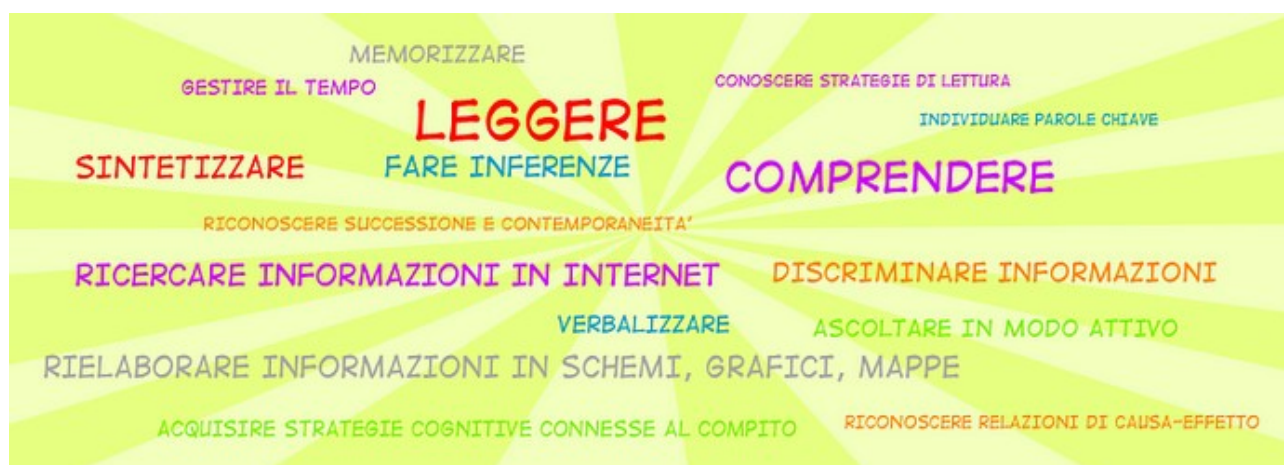 MEMORIZZARE
GESTIRE IL TEMPO
CONOSCERE STRATEGIE DI LETTURA
LEGGERE
INDIVIDUARE PAROLE CHIAVE
SINTETIZZARE
FARE INFERENZE
COMPRENDERE
RICONOSCERE SUCCESSIONE E CONTEMPORANEITA'
RICERCARE INFORMAZIONI IN INTERNET
DISCRIMINARE INFORMAZIONI
VERBALIZZARE
ASCOLTARE IN MODO ATTIVO
RIELABORARE INFORMAZIONI IN SCHEMI, GRAFICI, MAPPE
ACQUISIRE STRATEGIE COGNITIVE CONNESSE AL COMPITO
RICONOSCERE RELAZIONI DI CAUSA-EFFETTO